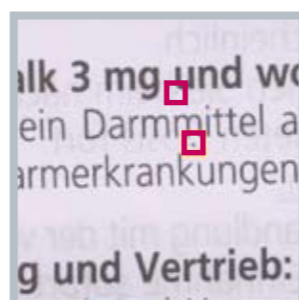 alk 3 mg und wo
ein Darmmittel a
armerkrankungen
g und Vertrieb: